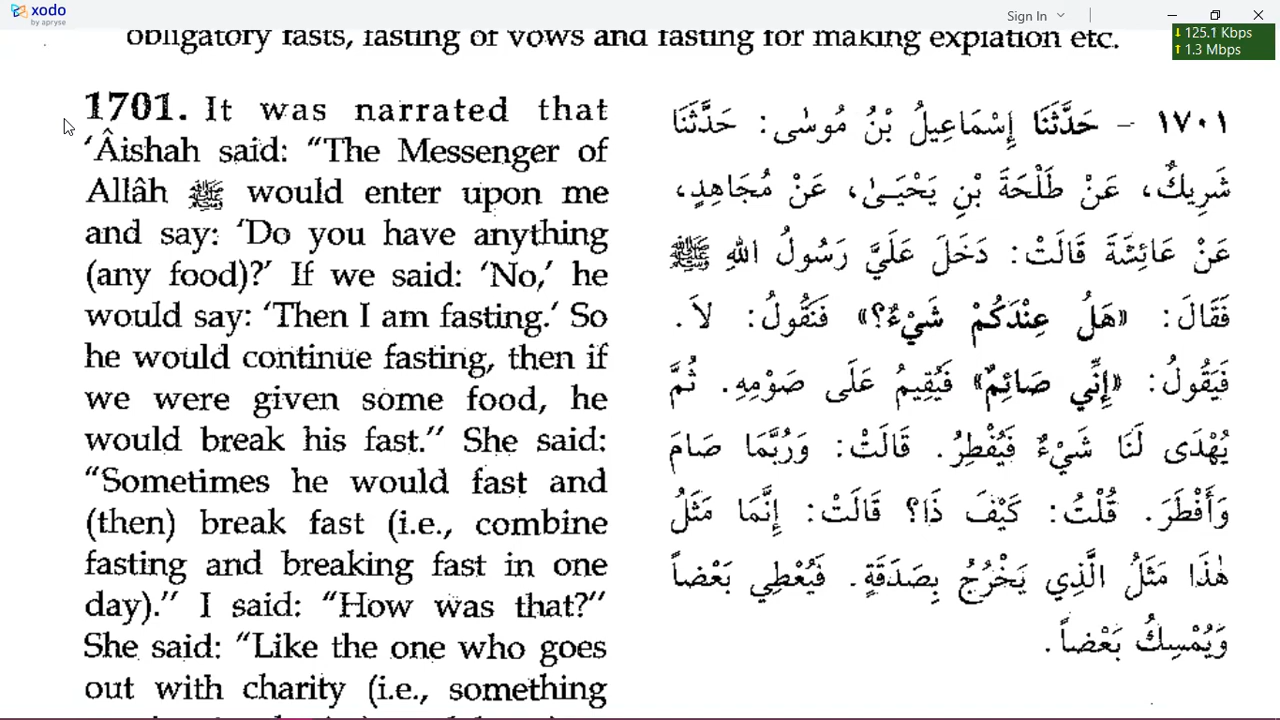 xodo
by apryse
Sign In
125.1 Kbps
1.3 Mbps
obligatory fasts, fasting of vows and fasting for making expiation etc.
1701. It was narrated that
‘Âishah said: “The Messenger of
Allâh ﷺ would enter upon me
and say: ‘Do you have anything
(any food)?’ If we said: ‘No,’ he
would say: ‘Then I am fasting.’ So
he would continue fasting, then if
we were given some food, he
would break his fast.” She said:
“Sometimes he would fast and
(then) break fast (i.e., combine
fasting and breaking fast in one
day).” I said: “How was that?”
She said: “Like the one who goes
out with charity (i.e., something
١٧٠١ – حَدَّثَنَا إِسْمَاعِيلُ بْنُ مُوسٰى: حَدَّثَنَا
شَرِيكٌ، عَنْ طَلْحَةَ بْنِ يَحْيَـىٰ، عَنْ مُجَاهِدٍ،
عَنْ عَائِشَةَ قَالَتْ: دَخَلَ عَلَيَّ رَسُولُ اللهِ ﷺ
فَقَالَ: «هَلْ عِنْدَكُمْ شَيْءٌ؟» فَنَقُولُ: لاَ.
فَيَقُولُ: «إِنِّي صَائِمٌ» فَيُقِيمُ عَلَى صَوْمِهِ. ثُمَّ
يُهْدَى لَنَا شَيْءٌ فَيُفْطِرُ. قَالَتْ: وَرُبَّمَا صَامَ
وَأَفْطَرَ. قُلْتُ: كَيْفَ ذَا؟ قَالَتْ: إِنَّمَا مَثَلُ
هٰذَا مَثَلُ الَّذِي يَخْرُجُ بِصَدَقَةٍ. فَيُعْطِي بَعْضاً
وَيُمْسِكُ بَعْضاً.